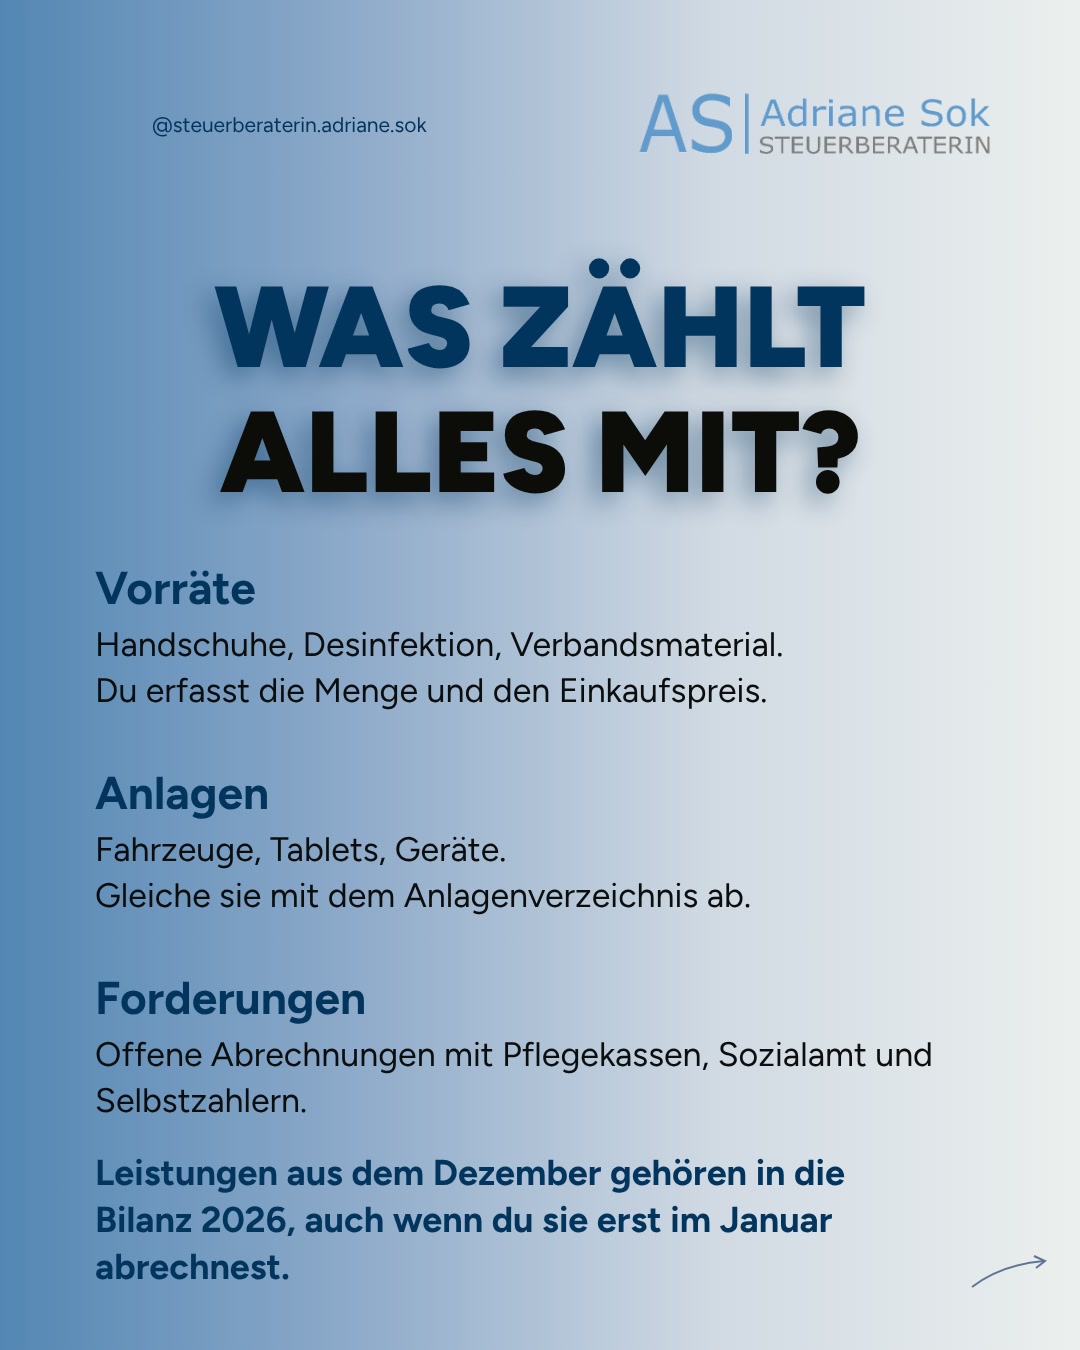 @steuerberaterin.adriane.sok
AS | Adriane Sok
STEUERBERATERIN
WAS ZÄHLT
ALLES MIT?
Vorräte
Handschuhe, Desinfektion, Verbandsmaterial.
Du erfasst die Menge und den Einkaufspreis.
Anlagen
Fahrzeuge, Tablets, Geräte.
Gleiche sie mit dem Anlagenverzeichnis ab.
Forderungen
Offene Abrechnungen mit Pflegekassen, Sozialamt und
Selbstzahlern.
Leistungen aus dem Dezember gehören in die
Bilanz 2026, auch wenn du sie erst im Januar
abrechnest.